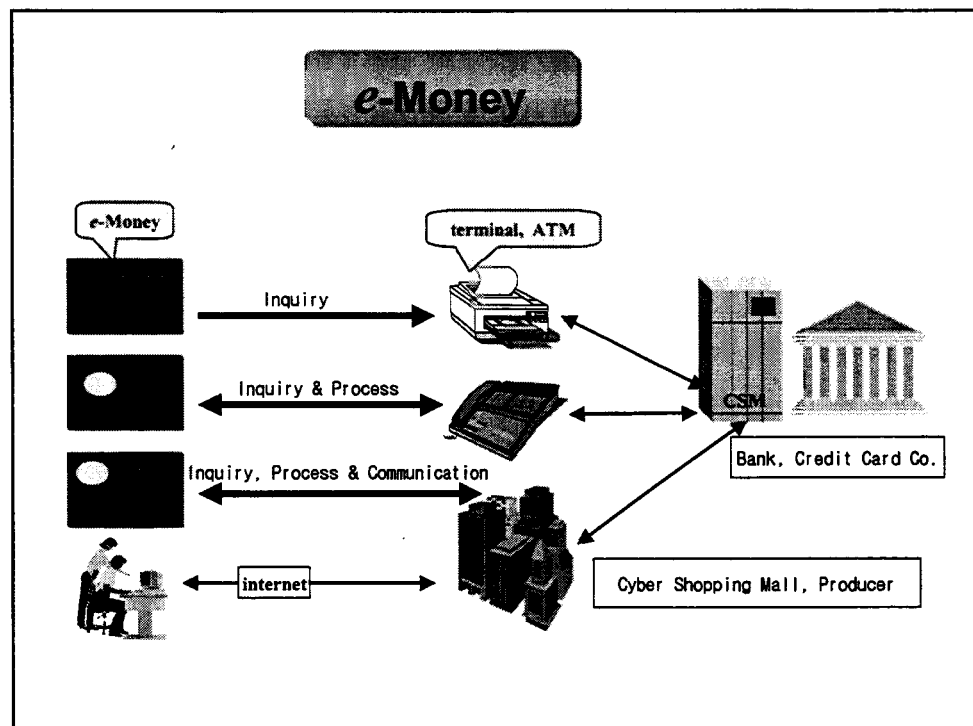 e-Money
e-Money
terminal, ATM
Inquiry
Inquiry & Process
CSM
Bank, Credit Card Co.
Inquiry, Process & Communication
internet
Cyber Shopping Mall, Producer